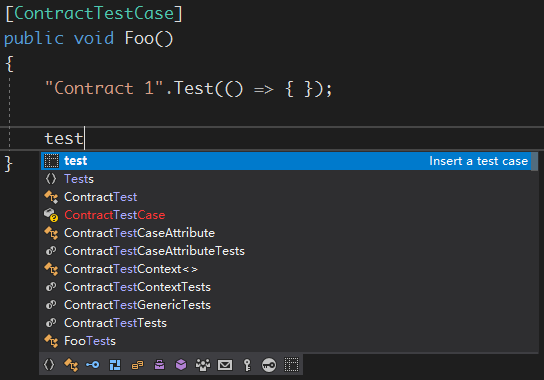 [ContractTestCase]
public void Foo()
{
"Contract 1".Test(() => { });
test
}
test Insert a test case
Tests
ContractTest
ContractTestCase
ContractTestCaseAttribute
ContractTestCaseAttributeTests
ContractTestContext<>
ContractTestContextTests
ContractTestGenericTests
ContractTestTests
FooTests